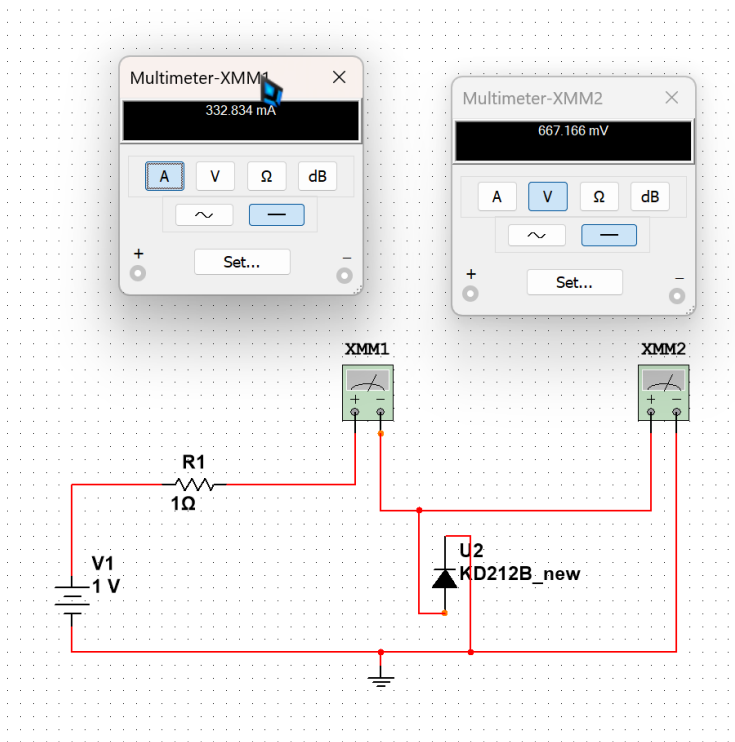 Multimeter-XMM1
332.834 mA
A V Ω dB
~ —
+ −
Set...
Multimeter-XMM2
667.166 mV
A V Ω dB
~ —
+ −
Set...
XMM1
+ −
XMM2
+ −
R1
1Ω
V1
1 V
U2
KD212B_new